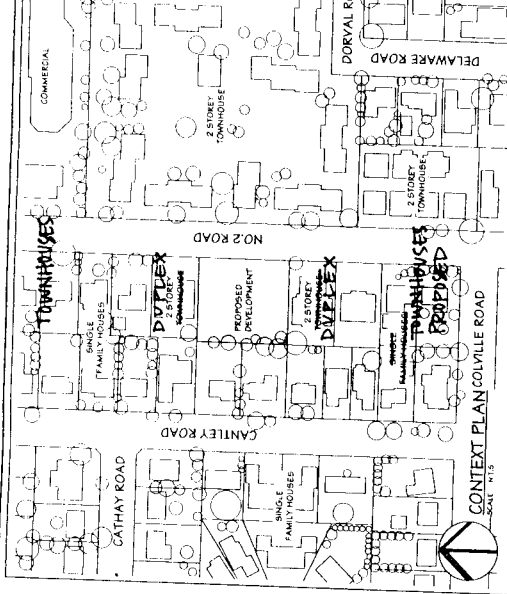 COMMERCIAL
2 STOREY
TOWNHOUSE
DORVAL R
DELAWARE ROAD
2 STOREY
TOWNHOUSE
NO.2 ROAD
TOWNHOUSES
SINGLE
FAMILY HOUSES
DUPLEX
2 STOREY
TOWNHOUSE
PROPOSED
DEVELOPMENT
2 STOREY
TOWNHOUSE
DUPLEX
SINGLE
FAMILY HOUSES
TOWNHOUSES
PROPOSED
CANTLEY ROAD
CATHAY ROAD
SINGLE
FAMILY HOUSES
COLVILLE ROAD
CONTEXT PLAN
SCALE NTS